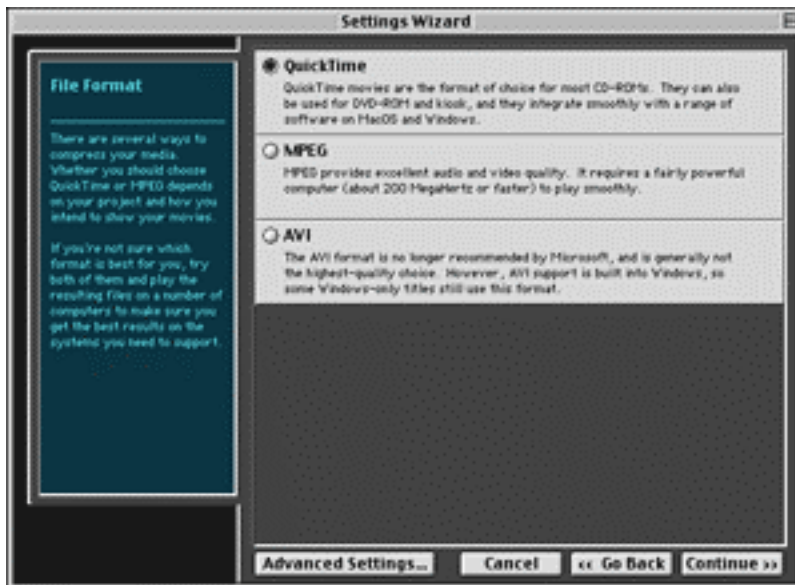 Settings Wizard
File Format
There are several ways to
compress your media.
Whether you should choose
QuickTime or MPEG depends
on your project and how you
intend to show your movies.
If you're not sure which
format is best for you, try
both of them and play the
resulting files on a number of
computers to make sure you
get the best results on the
systems you need to support.
QuickTime
QuickTime movies are the format of choice for most CD-ROMs. They can also
be used for DVD-ROM and kiosk, and they integrate smoothly with a range of
software on MacOS and Windows.
MPEG
MPEG provides excellent audio and video quality. It requires a fairly powerful
computer (about 200 MegaHertz or faster) to play smoothly.
AVI
The AVI format is no longer recommended by Microsoft, and is generally not
the highest-quality choice. However, AVI support is built into Windows, so
some Windows-only titles still use this format.
Advanced Settings...
Cancel
<< Go Back
Continue >>